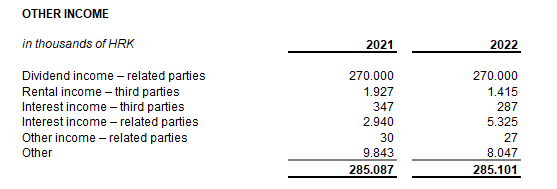 OTHER INCOME
in thousands of HRK 2021 2022
Dividend income – related parties 270.000 270.000
Rental income – third parties 1.927 1.415
Interest income – third parties 347 287
Interest income – related parties 2.940 5.325
Other income – related parties 30 27
Other 9.843 8.047
285.087 285.101